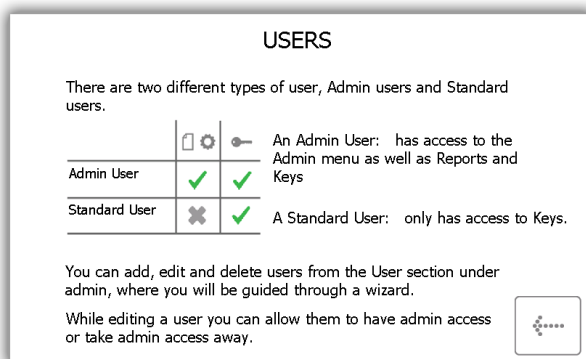 USERS
There are two different types of user, Admin users and Standard
users.
An Admin User: has access to the
Admin menu as well as Reports and
Keys
Admin User
Standard User
A Standard User: only has access to Keys.
You can add, edit and delete users from the User section under
admin, where you will be guided through a wizard.
While editing a user you can allow them to have admin access
or take admin access away.